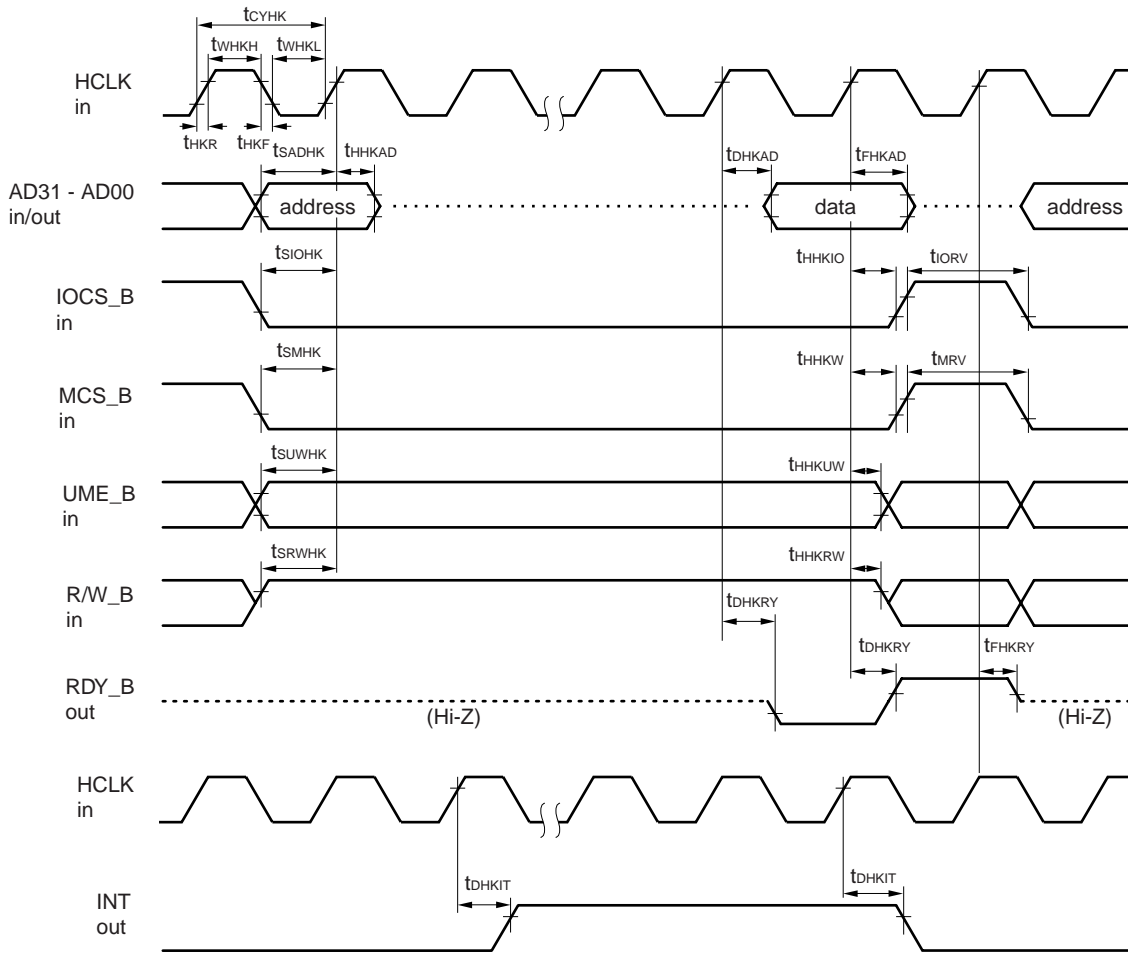 tCYHK
tWHKH tWHKL
HCLK
in
tHKR tHKF
tSADHK tHHKAD tDHKAD tFHKAD
AD31 - AD00
in/out
address data address
tSIOHK tHHKIO tIORV
IOCS_B
in
tSMHK tHHKW tMRV
MCS_B
in
tSUWHK tHHKUW
UME_B
in
tSRWHK tHHKRW
R/W_B
in
tDHKRY
tDHKRY tFHKRY
RDY_B
out
(Hi-Z) (Hi-Z)
HCLK
in
tDHKIT tDHKIT
INT
out